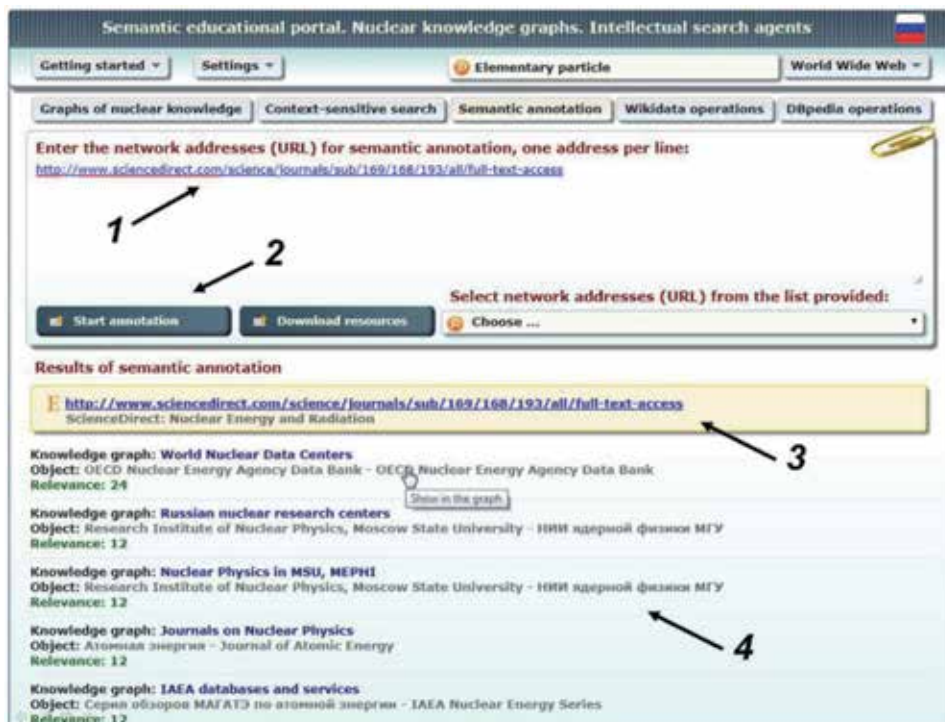 Semantic educational portal. Nuclear knowledge graphs. Intellectual search agents
Getting started
Settings
Elementary particle
World Wide Web
Graphs of nuclear knowledge
Context-sensitive search
Semantic annotation
Wikidata operations
DBpedia operations
Enter the network addresses (URL) for semantic annotation, one address per line:
http://www.sciencedirect.com/science/journals/sub/169/168/193/all/full-text-access
1
2
Select network addresses (URL) from the list provided:
Start annotation
Download resources
Choose ...
Results of semantic annotation
E http://www.sciencedirect.com/science/journals/sub/169/168/193/all/full-text-access
ScienceDirect: Nuclear Energy and Radiation
3
Knowledge graph: World Nuclear Data Centers
Object: OECD Nuclear Energy Agency Data Bank - OECD Nuclear Energy Agency Data Bank
Relevance: 24
Show in the graph
Knowledge graph: Russian nuclear research centers
Object: Research Institute of Nuclear Physics, Moscow State University - НИИ ядерной физики МГУ
Relevance: 12
Knowledge graph: Nuclear Physics in MSU, MEPHI
Object: Research Institute of Nuclear Physics, Moscow State University - НИИ ядерной физики МГУ
Relevance: 12
4
Knowledge graph: Journals on Nuclear Physics
Object: Атомная энергия - Journal of Atomic Energy
Relevance: 12
Knowledge graph: IAEA databases and services
Object: Серия обзоров МАГАТЭ по атомной энергии - IAEA Nuclear Energy Series
Relevance: 12